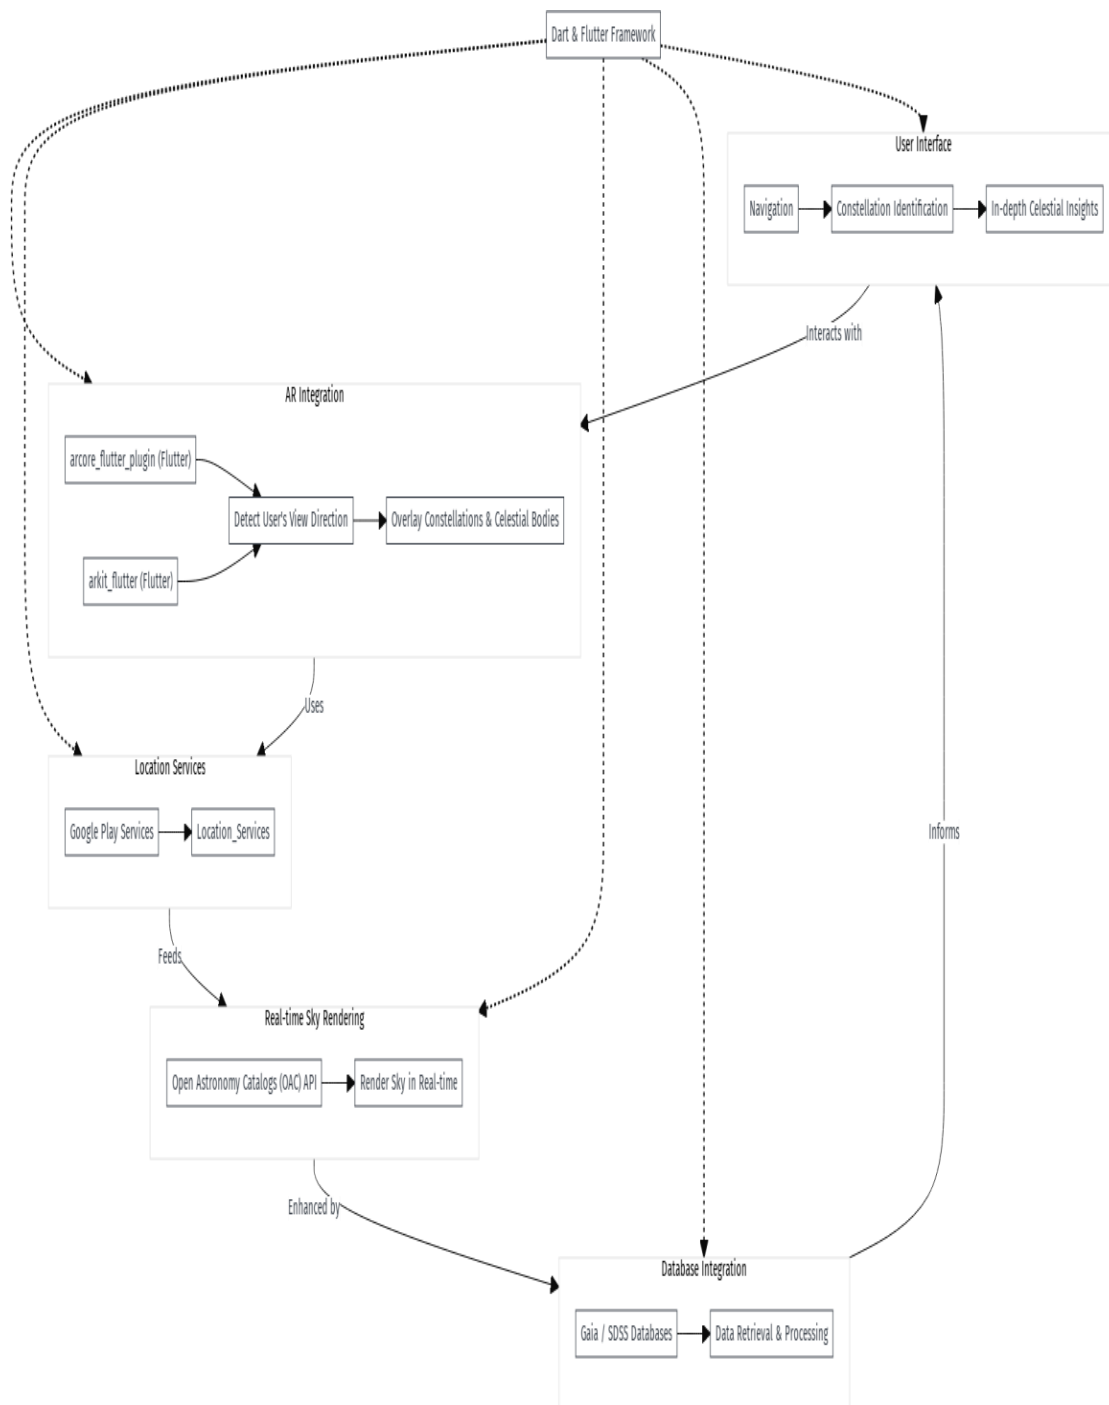 Dart & Flutter Framework
User Interface
Navigation
Constellation Identification
In-depth Celestial Insights
Interacts with
AR Integration
arcore_flutter_plugin (Flutter)
Detect User's View Direction
Overlay Constellations & Celestial Bodies
arkit_flutter (Flutter)
Uses
Location Services
Google Play Services
Location_Services
Informs
Feeds
Real-time Sky Rendering
Open Astronomy Catalogs (OAC) API
Render Sky in Real-time
Enhanced by
Database Integration
Gaia / SDSS Databases
Data Retrieval & Processing